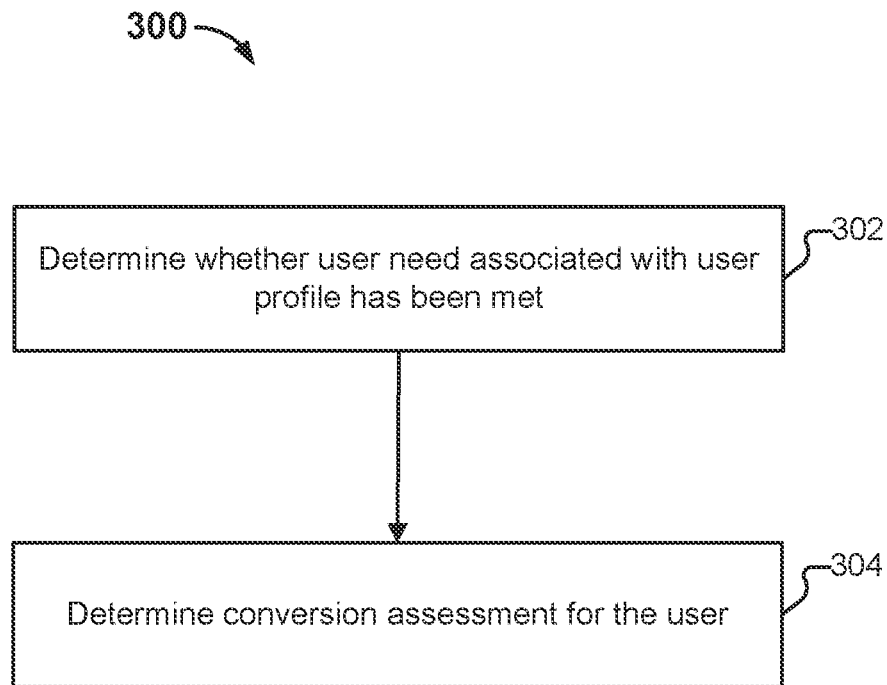 300
Determine whether user need associated with user
profile has been met
302
Determine conversion assessment for the user
304